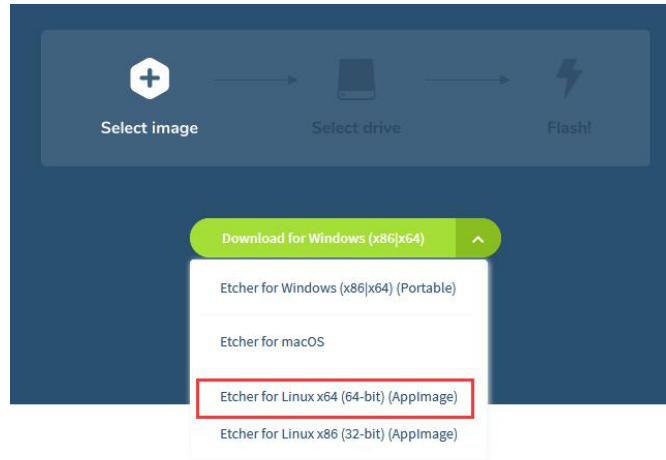 Select image
Select drive
Flash!
Download for Windows (x86|x64)
Etcher for Windows (x86|x64) (Portable)
Etcher for macOS
Etcher for Linux x64 (64-bit) (AppImage)
Etcher for Linux x86 (32-bit) (AppImage)